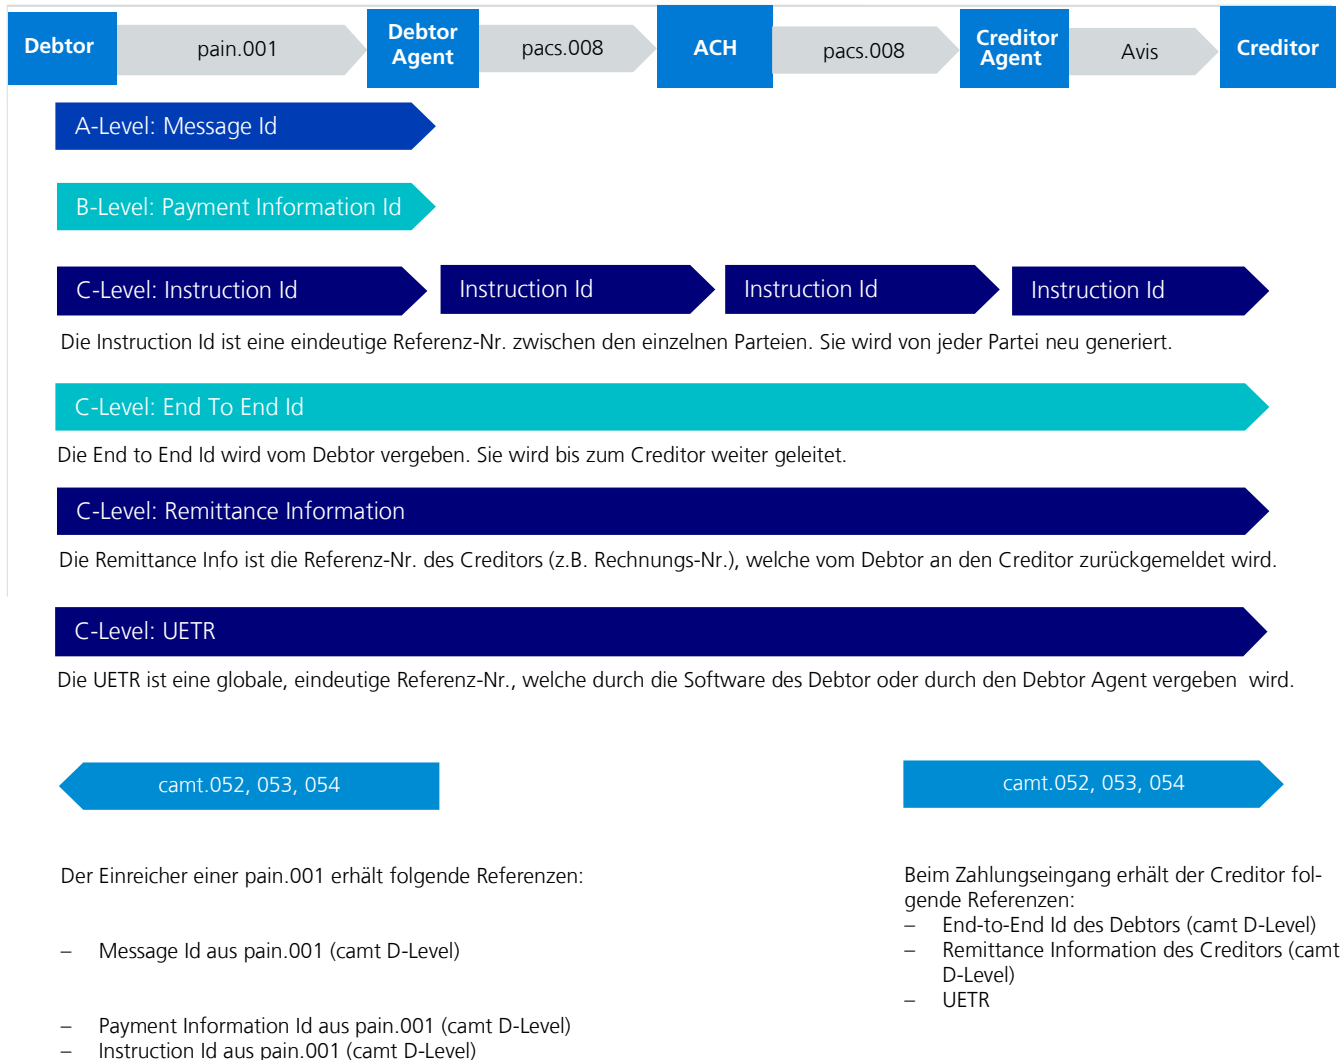 Debtor pain.001 Debtor Agent pacs.008 ACH pacs.008 Creditor Agent Avis Creditor
A-Level: Message Id
B-Level: Payment Information Id
C-Level: Instruction Id Instruction Id Instruction Id Instruction Id
Die Instruction Id ist eine eindeutige Referenz-Nr. zwischen den einzelnen Parteien. Sie wird von jeder Partei neu generiert.
C-Level: End To End Id
Die End to End Id wird vom Debtor vergeben. Sie wird bis zum Creditor weiter geleitet.
C-Level: Remittance Information
Die Remittance Info ist die Referenz-Nr. des Creditors (z.B. Rechnungs-Nr.), welche vom Debtor an den Creditor zurückgemeldet wird.
C-Level: UETR
Die UETR ist eine globale, eindeutige Referenz-Nr., welche durch die Software des Debtor oder durch den Debtor Agent vergeben  wird.
camt.052, 053, 054
Der Einreicher einer pain.001 erhält folgende Referenzen:
– Message Id aus pain.001 (camt D-Level)
– Payment Information Id aus pain.001 (camt D-Level)
– Instruction Id aus pain.001 (camt D-Level)
camt.052, 053, 054
Beim Zahlungseingang erhält der Creditor fol-
gende Referenzen:
– End-to-End Id des Debtors (camt D-Level)
– Remittance Information des Creditors (camt
D-Level)
– UETR